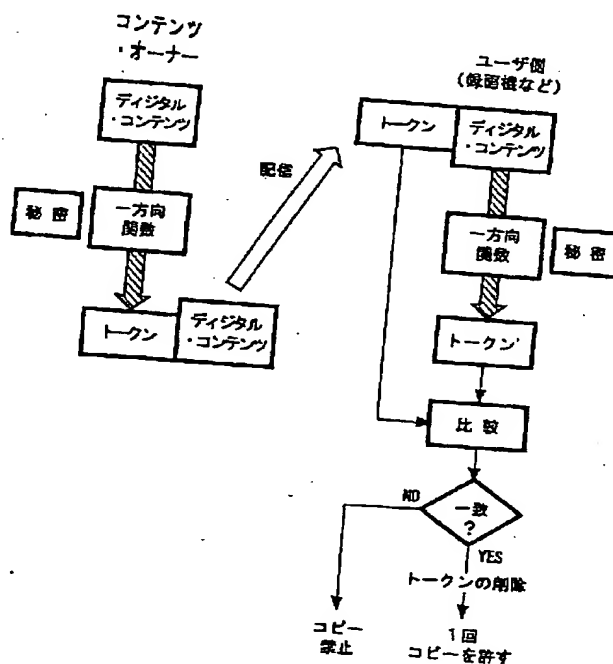 コンテンツ
・オーナー
ディジタル
・コンテンツ
秘密
一方向
関数
トークン
ディジタル
・コンテンツ
配信
ユーザ側
(録画機など)
トークン
ディジタル
・コンテンツ
一方向
関数
秘密
トークン'
比較
一致
?
NO
YES
トークンの削除
コピー
禁止
1回
コピーを許す